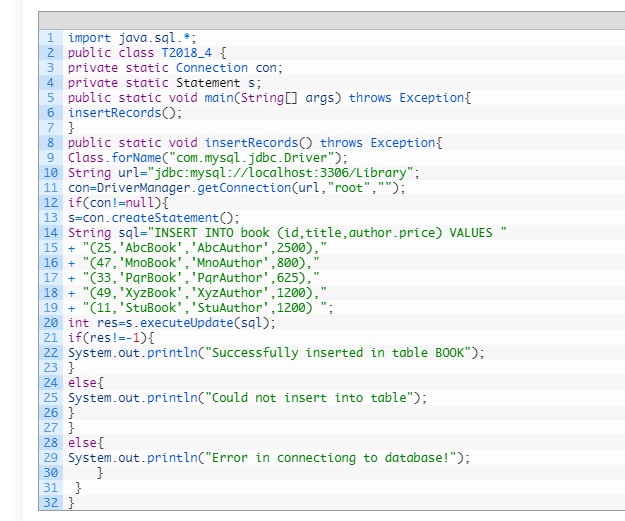 1 import java.sql.*;
2 public class T2018_4 {
3 private static Connection con;
4 private static Statement s;
5 public static void main(String[] args) throws Exception{
6 insertRecords();
7 }
8 public static void insertRecords() throws Exception{
9 Class.forName("com.mysql.jdbc.Driver");
10 String url="jdbc:mysql://localhost:3306/Library";
11 con=DriverManager.getConnection(url,"root","");
12 if(con!=null){
13 s=con.createStatement();
14 String sql="INSERT INTO book (id,title,author.price) VALUES "
15 + "(25,'AbcBook','AbcAuthor',2500),"
16 + "(47,'MnoBook','MnoAuthor',800),"
17 + "(33,'PqrBook','PqrAuthor',625),"
18 + "(49,'XyzBook','XyzAuthor',1200),"
19 + "(11,'StuBook','StuAuthor',1200) ";
20 int res=s.executeUpdate(sql);
21 if(res!=-1){
22 System.out.println("Successfully inserted in table BOOK");
23 }
24 else{
25 System.out.println("Could not insert into table");
26 }
27 }
28 else{
29 System.out.println("Error in connectiong to database!");
30     }
31  }
32 }